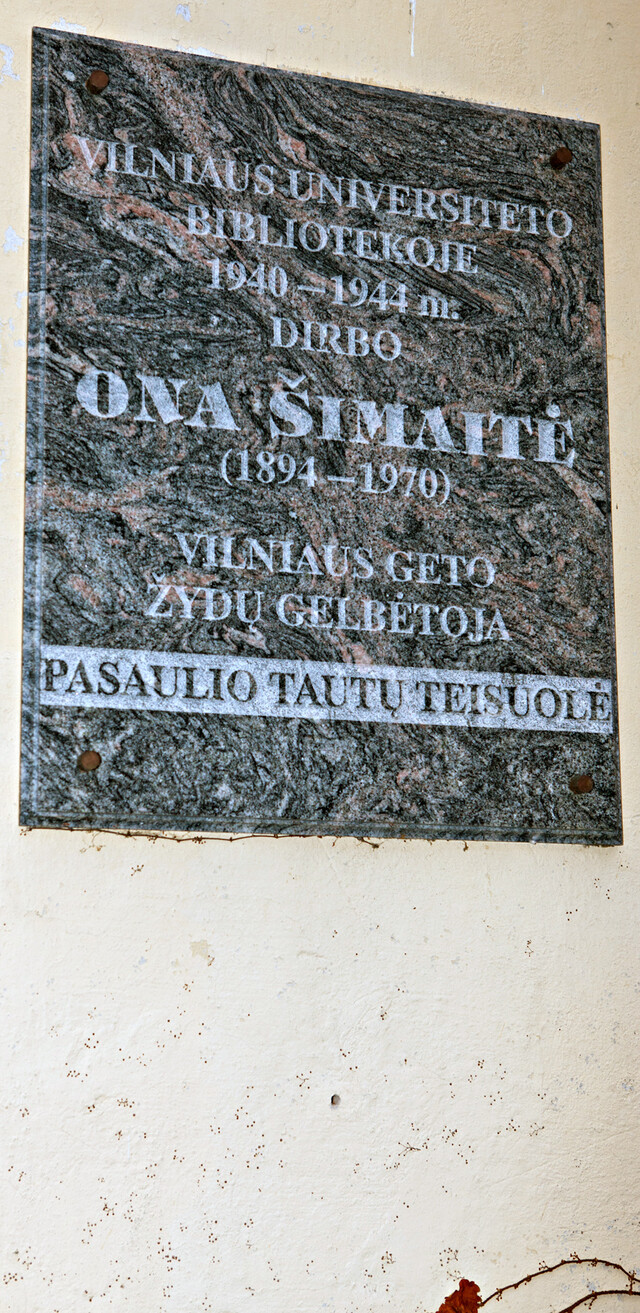 VILNIAUS UNIVERSITETO
BIBLIOTEKOJE
1940 – 1944 m.
DIRBO
ONA ŠIMAITĖ
(1894 – 1970)
VILNIAUS GETO
ŽYDŲ GELBĖTOJA
PASAULIO TAUTŲ TEISUOLĖ